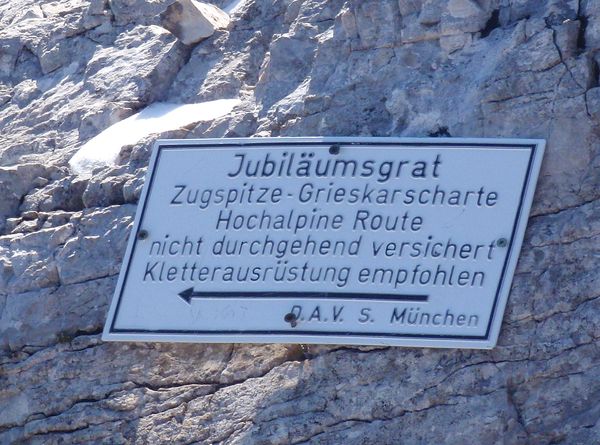 Jubiläumsgrat
Zugspitze-Grieskarscharte
Hochalpine Route
nicht durchgehend versichert
Kletterausrüstung empfohlen
D.A.V. S. München